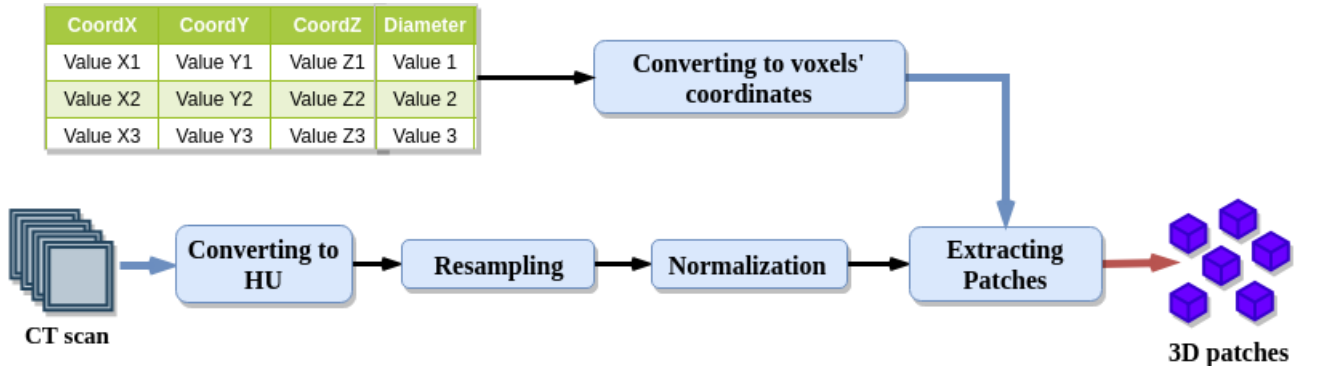 CoordX CoordY CoordZ Diameter
Value X1 Value Y1 Value Z1 Value 1
Value X2 Value Y2 Value Z2 Value 2
Value X3 Value Y3 Value Z3 Value 3
Converting to voxels'
coordinates
Converting to
HU
Resampling
Normalization
Extracting
Patches
CT scan
3D patches